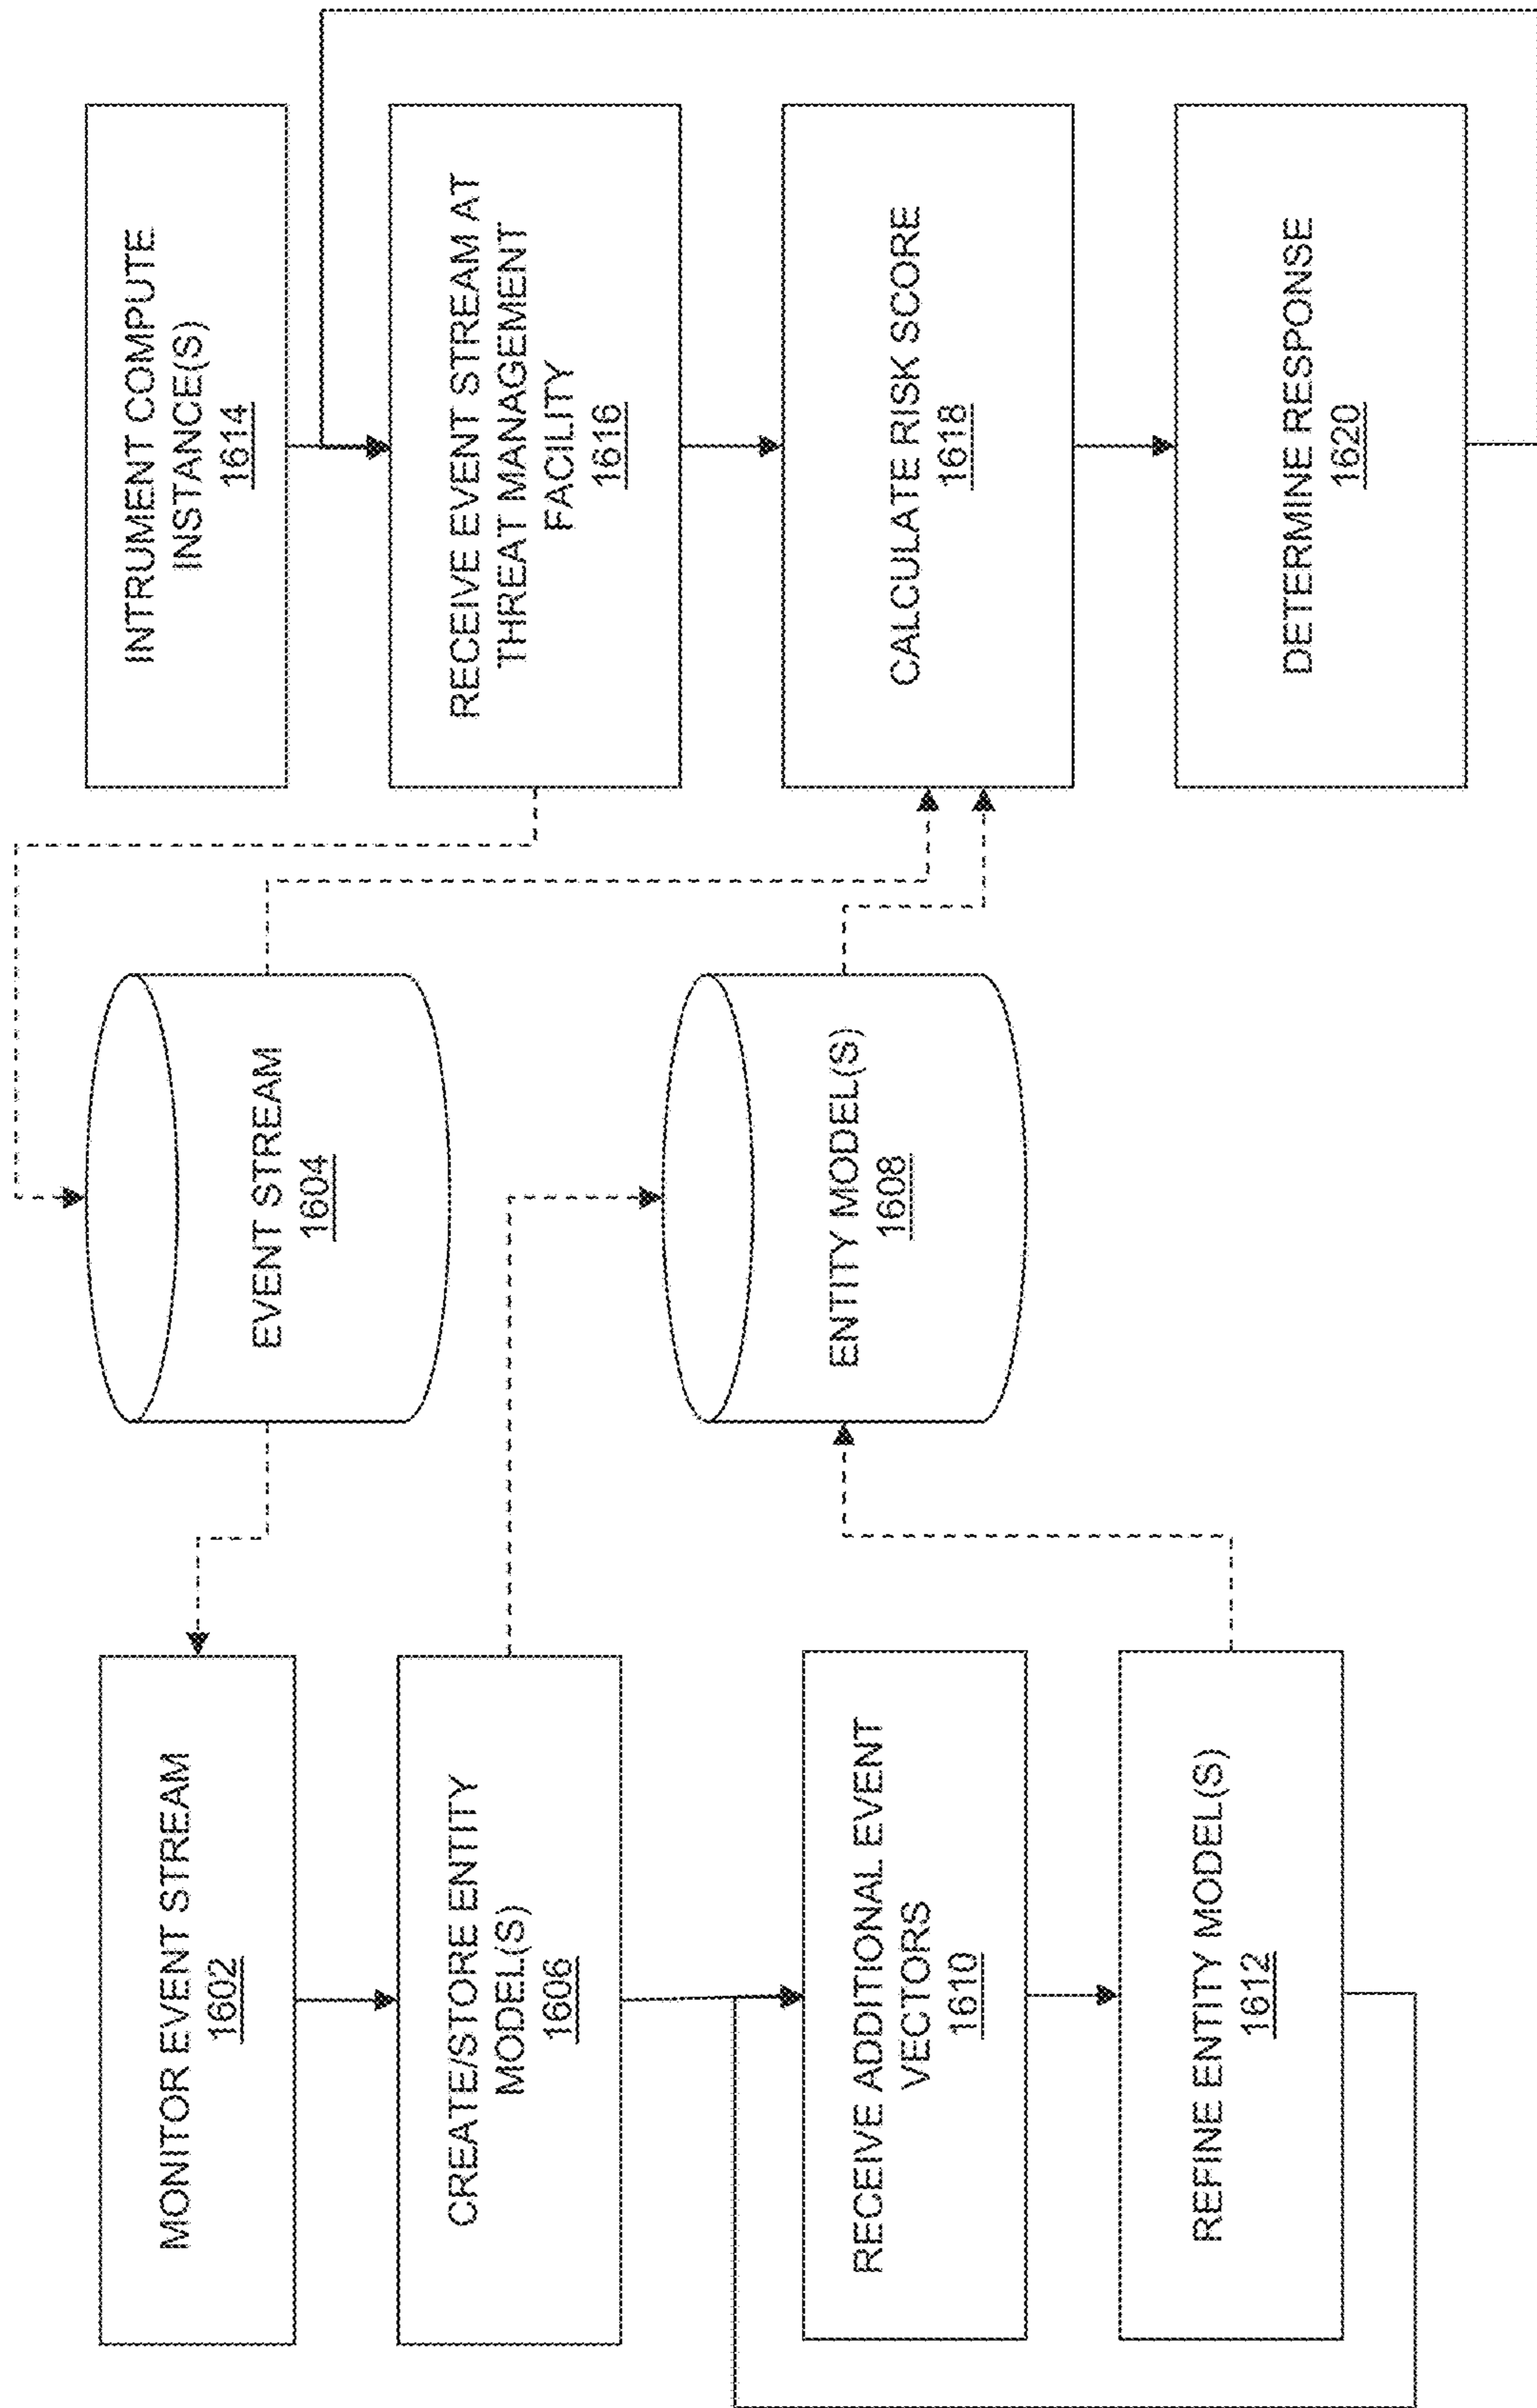 MONITOR EVENT STREAM
1602
CREATE/STORE ENTITY
MODEL(S)
1606
RECEIVE ADDITIONAL EVENT
VECTORS
1610
REFINE ENTITY MODEL(S)
1612
EVENT STREAM
1604
ENTITY MODEL(S)
1608
INTRUMENT COMPUTE
INSTANCE(S)
1614
RECEIVE EVENT STREAM AT
THREAT MANAGEMENT
FACILITY
1616
CALCULATE RISK SCORE
1618
DETERMINE RESPONSE
1620